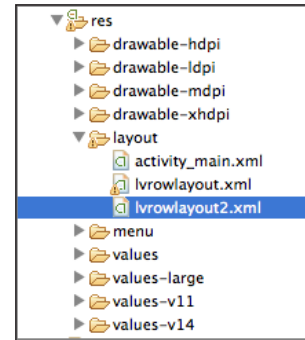 res
drawable-hdpi
drawable-ldpi
drawable-mdpi
drawable-xhdpi
layout
activity_main.xml
lvrowlayout.xml
lvrowlayout2.xml
menu
values
values-large
values-v11
values-v14